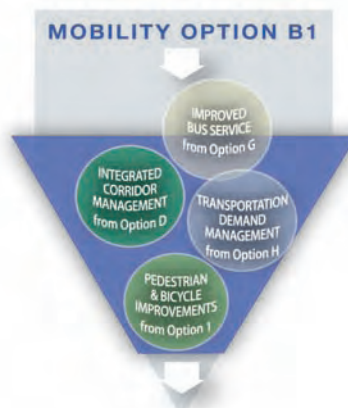 MOBILITY OPTION B1
IMPROVED
BUS SERVICE
from Option G
INTEGRATED
CORRIDOR
MANAGEMENT
from Option D
TRANSPORTATION
DEMAND
MANAGEMENT
from Option H
PEDESTRIAN
& BICYCLE
IMPROVEMENTS
from Option 1